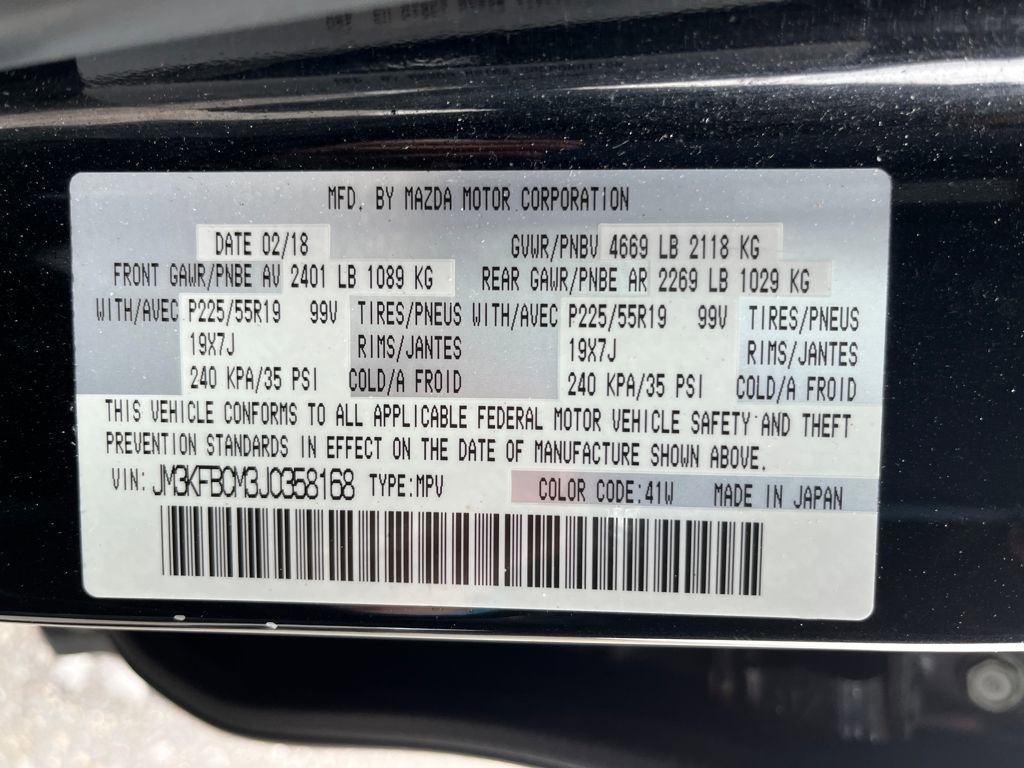 MFD. BY MAZDA MOTOR CORPORATION
DATE 02/18 GVWR/PNBV 4669 LB 2118 KG
FRONT GAWR/PNBE AV 2401 LB 1089 KG REAR GAWR/PNBE AR 2269 LB 1029 KG
WITH/AVEC P225/55R19 99V TIRES/PNEUS WITH/AVEC P225/55R19 99V TIRES/PNEUS
19X7J RIMS/JANTES 19X7J RIMS/JANTES
240 KPA/35 PSI COLD/A FROID 240 KPA/35 PSI COLD/A FROID
THIS VEHICLE CONFORMS TO ALL APPLICABLE FEDERAL MOTOR VEHICLE SAFETY AND THEFT
PREVENTION STANDARDS IN EFFECT ON THE DATE OF MANUFACTURE SHOWN ABOVE.
VIN: JM3KFBCM3J0358168 TYPE:MPV COLOR CODE:41W MADE IN JAPAN